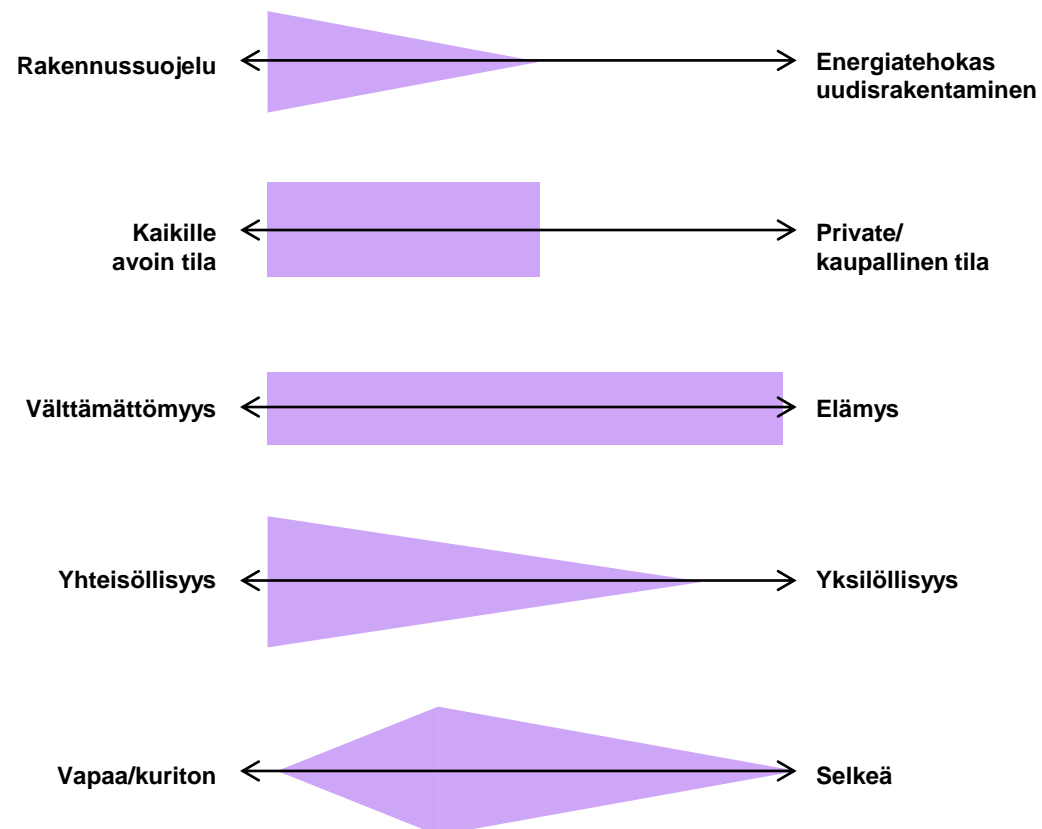 Rakennussuojelu
Energiatehokas
uudisrakentaminen
Kaikille
avoin tila
Private/
kaupallinen tila
Välttämättömyys
Elämys
Yhteisöllisyys
Yksilöllisyys
Vapaa/kuriton
Selkeä